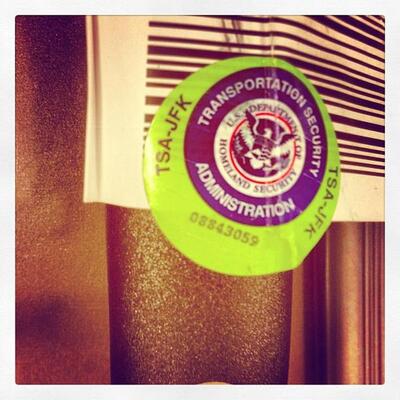 TSA-JFK
TRANSPORTATION SECURITY
U.S. DEPARTMENT OF
HOMELAND SECURITY
ADMINISTRATION
TSA-JFK
08843059